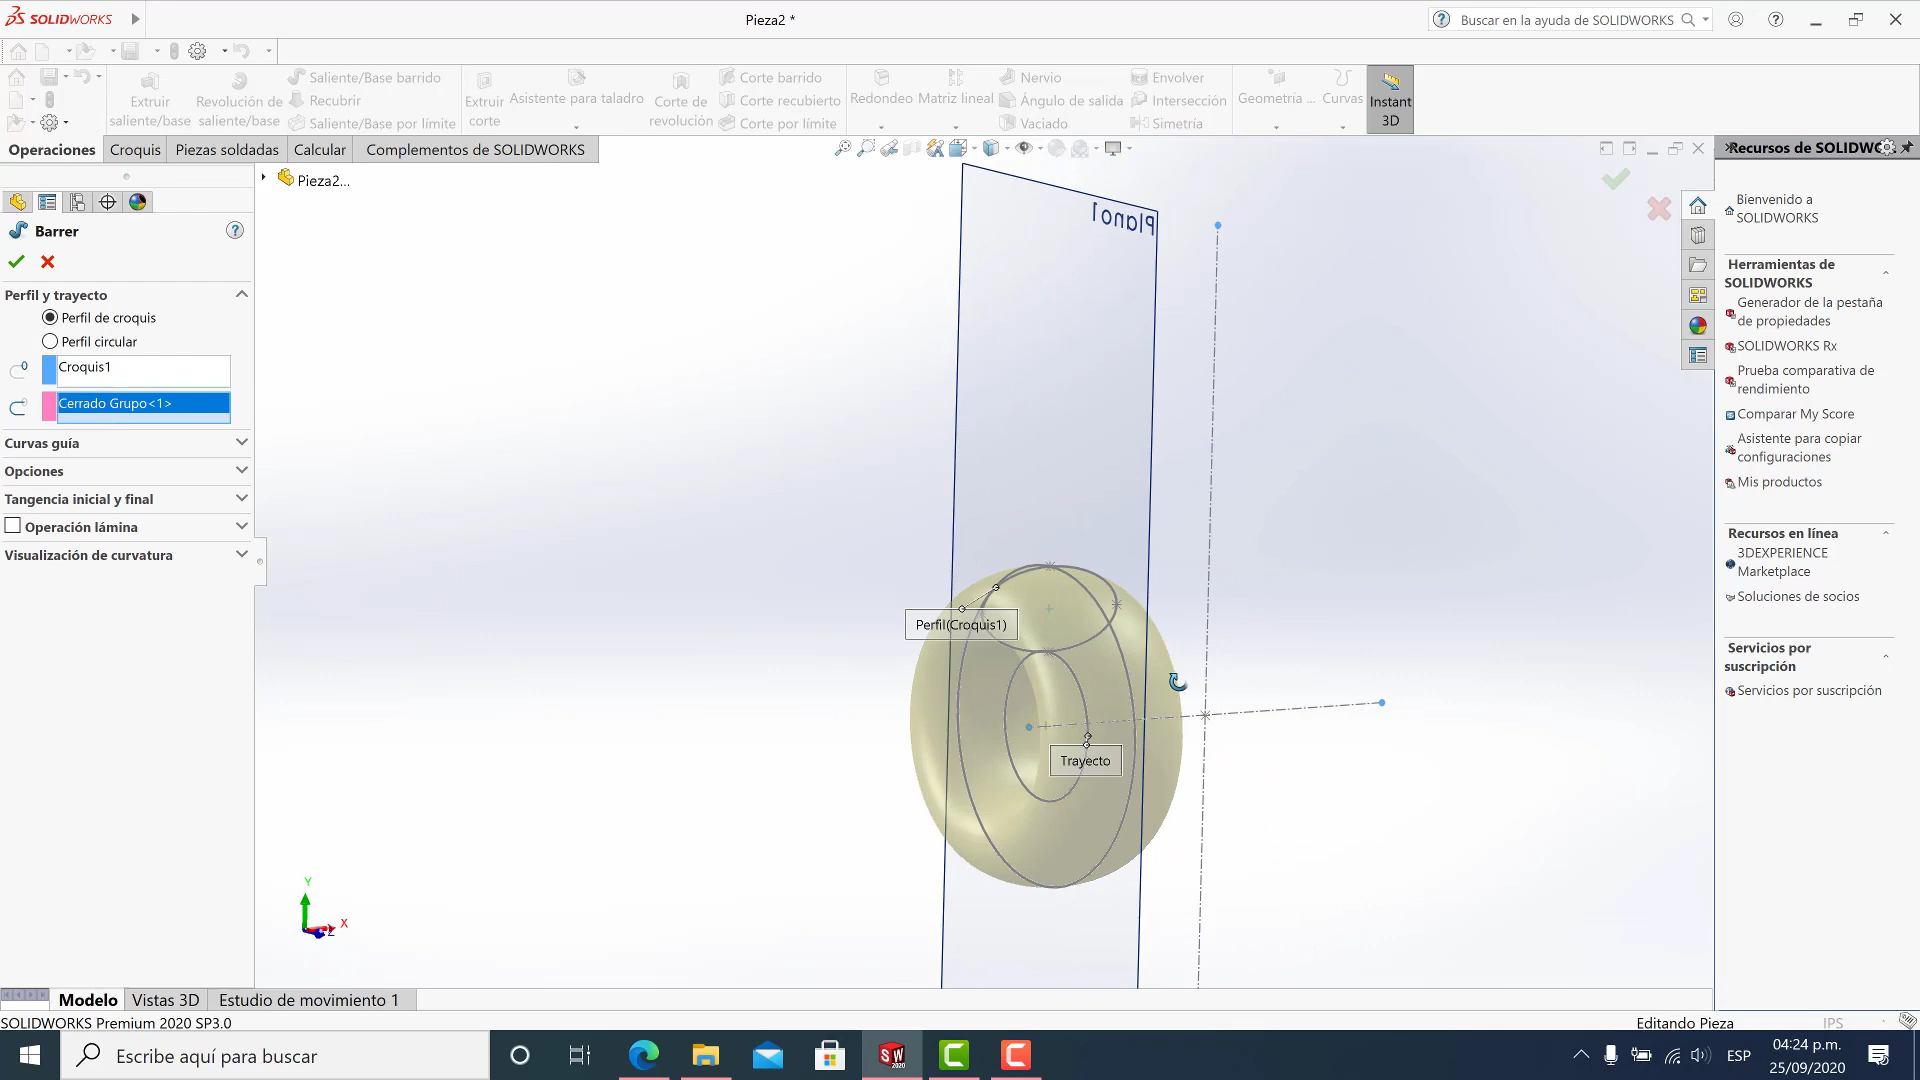 SOLIDWORKS
Pieza2 *
Buscar en la ayuda de SOLIDWORKS
Extruir saliente/base
Revolución de saliente/base
Saliente/Base barrido
Recubrir
Saliente/Base por límite
Extruir corte
Asistente para taladro
Corte de revolución
Corte barrido
Corte recubierto
Corte por límite
Redondeo
Matriz lineal
Nervio
Ángulo de salida
Vaciado
Envolver
Intersección
Simetría
Geometría ...
Curvas
Instant 3D
Operaciones
Croquis
Piezas soldadas
Calcular
Complementos de SOLIDWORKS
Pieza2...
Barrer
Perfil y trayecto
Perfil de croquis
Perfil circular
Croquis1
Cerrado Grupo<1>
Curvas guía
Opciones
Tangencia inicial y final
Operación lámina
Visualización de curvatura
Plano1
Perfil(Croquis1)
Trayecto
Y
X
Z
Recursos de SOLIDWO
Bienvenido a
SOLIDWORKS
Herramientas de
SOLIDWORKS
Generador de la pestaña
de propiedades
SOLIDWORKS Rx
Prueba comparativa de
rendimiento
Comparar My Score
Asistente para copiar
configuraciones
Mis productos
Recursos en línea
3DEXPERIENCE
Marketplace
Soluciones de socios
Servicios por
suscripción
Servicios por suscripción
Modelo
Vistas 3D
Estudio de movimiento 1
SOLIDWORKS Premium 2020 SP3.0
Editando Pieza
IPS
Escribe aquí para buscar
SW
2020
ESP
04:24 p.m.
25/09/2020